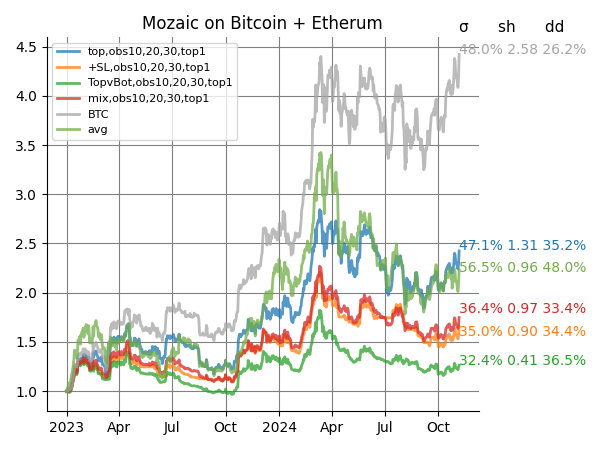 Mozaic on Bitcoin + Etherum
σ sh dd
4.5
4.0
3.5
3.0
2.5
2.0
1.5
1.0
top,obs10,20,30,top1
+SL,obs10,20,30,top1
TopvBot,obs10,20,30,top1
mix,obs10,20,30,top1
BTC
avg
48.0% 2.58 26.2%
47.1% 1.31 35.2%
56.5% 0.96 48.0%
36.4% 0.97 33.4%
35.0% 0.90 34.4%
32.4% 0.41 36.5%
2023 Apr Jul Oct 2024 Apr Jul Oct